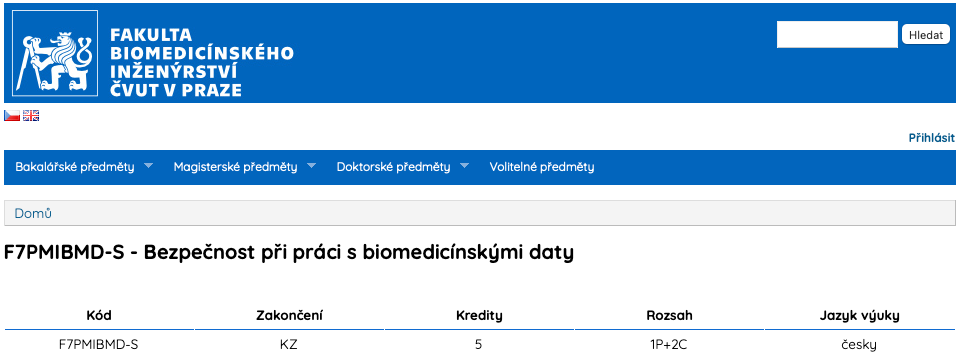 FAKULTA
BIOMEDICÍNSKÉHO
INŽENÝRSTVÍ
ČVUT V PRAZE
Hledat
Přihlásit
Bakalářské předměty Magisterské předměty Doktorské předměty Volitelné předměty
Domů
F7PMIBMD-S - Bezpečnost při práci s biomedicínskými daty
Kód Zakončení Kredity Rozsah Jazyk výuky
F7PMIBMD-S KZ 5 1P+2C česky